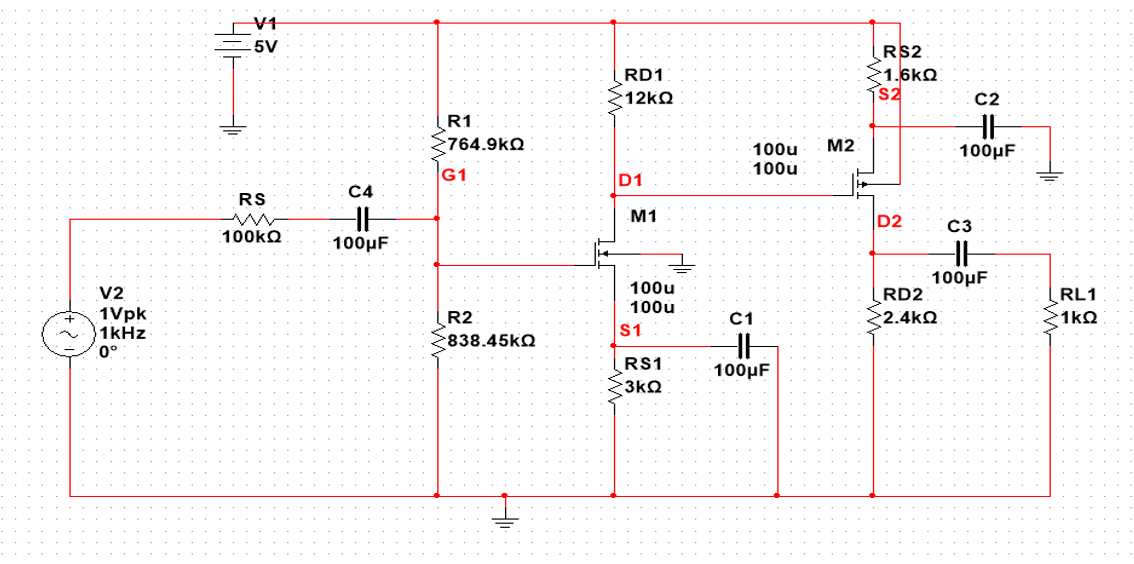 V1
5V
RS2
1.6kΩ
S2
RD1
12kΩ
C2
100µF
R1
764.9kΩ
G1
100u
100u
M2
D1
RS
100kΩ
C4
100µF
M1
D2
C3
100µF
V2
1Vpk
1kHz
0°
100u
100u
RD2
2.4kΩ
RL1
1kΩ
R2
838.45kΩ
S1
C1
100µF
RS1
3kΩ